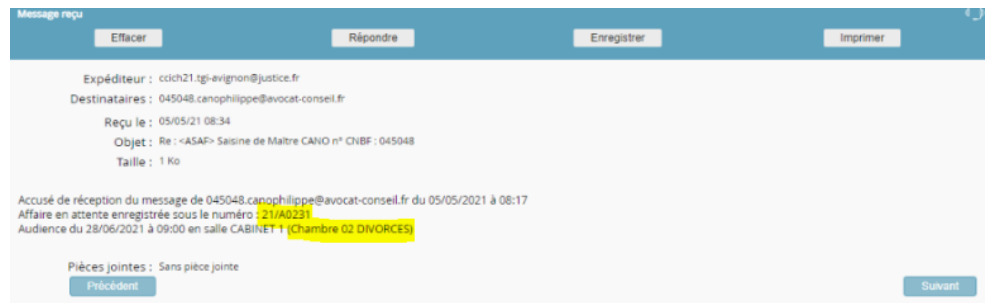 Message reçu
Effacer
Répondre
Enregistrer
Imprimer
Expéditeur : ccich21.tgi-avignon@justice.fr
Destinataires : 045048.canophilippe@avocat-conseil.fr
Reçu le : 05/05/21 08:34
Objet : Re : <ASAF> Saisine de Maître CANO n° CNBF : 045048
Taille : 1 Ko
Accusé de réception du message de 045048.canophilippe@avocat-conseil.fr du 05/05/2021 à 08:17
Affaire en attente enregistrée sous le numéro : 21/A0231
Audience du 28/06/2021 à 09:00 en salle CABINET 1 (Chambre 02 DIVORCES)
Pièces jointes : Sans pièce jointe
Précédent
Suivant